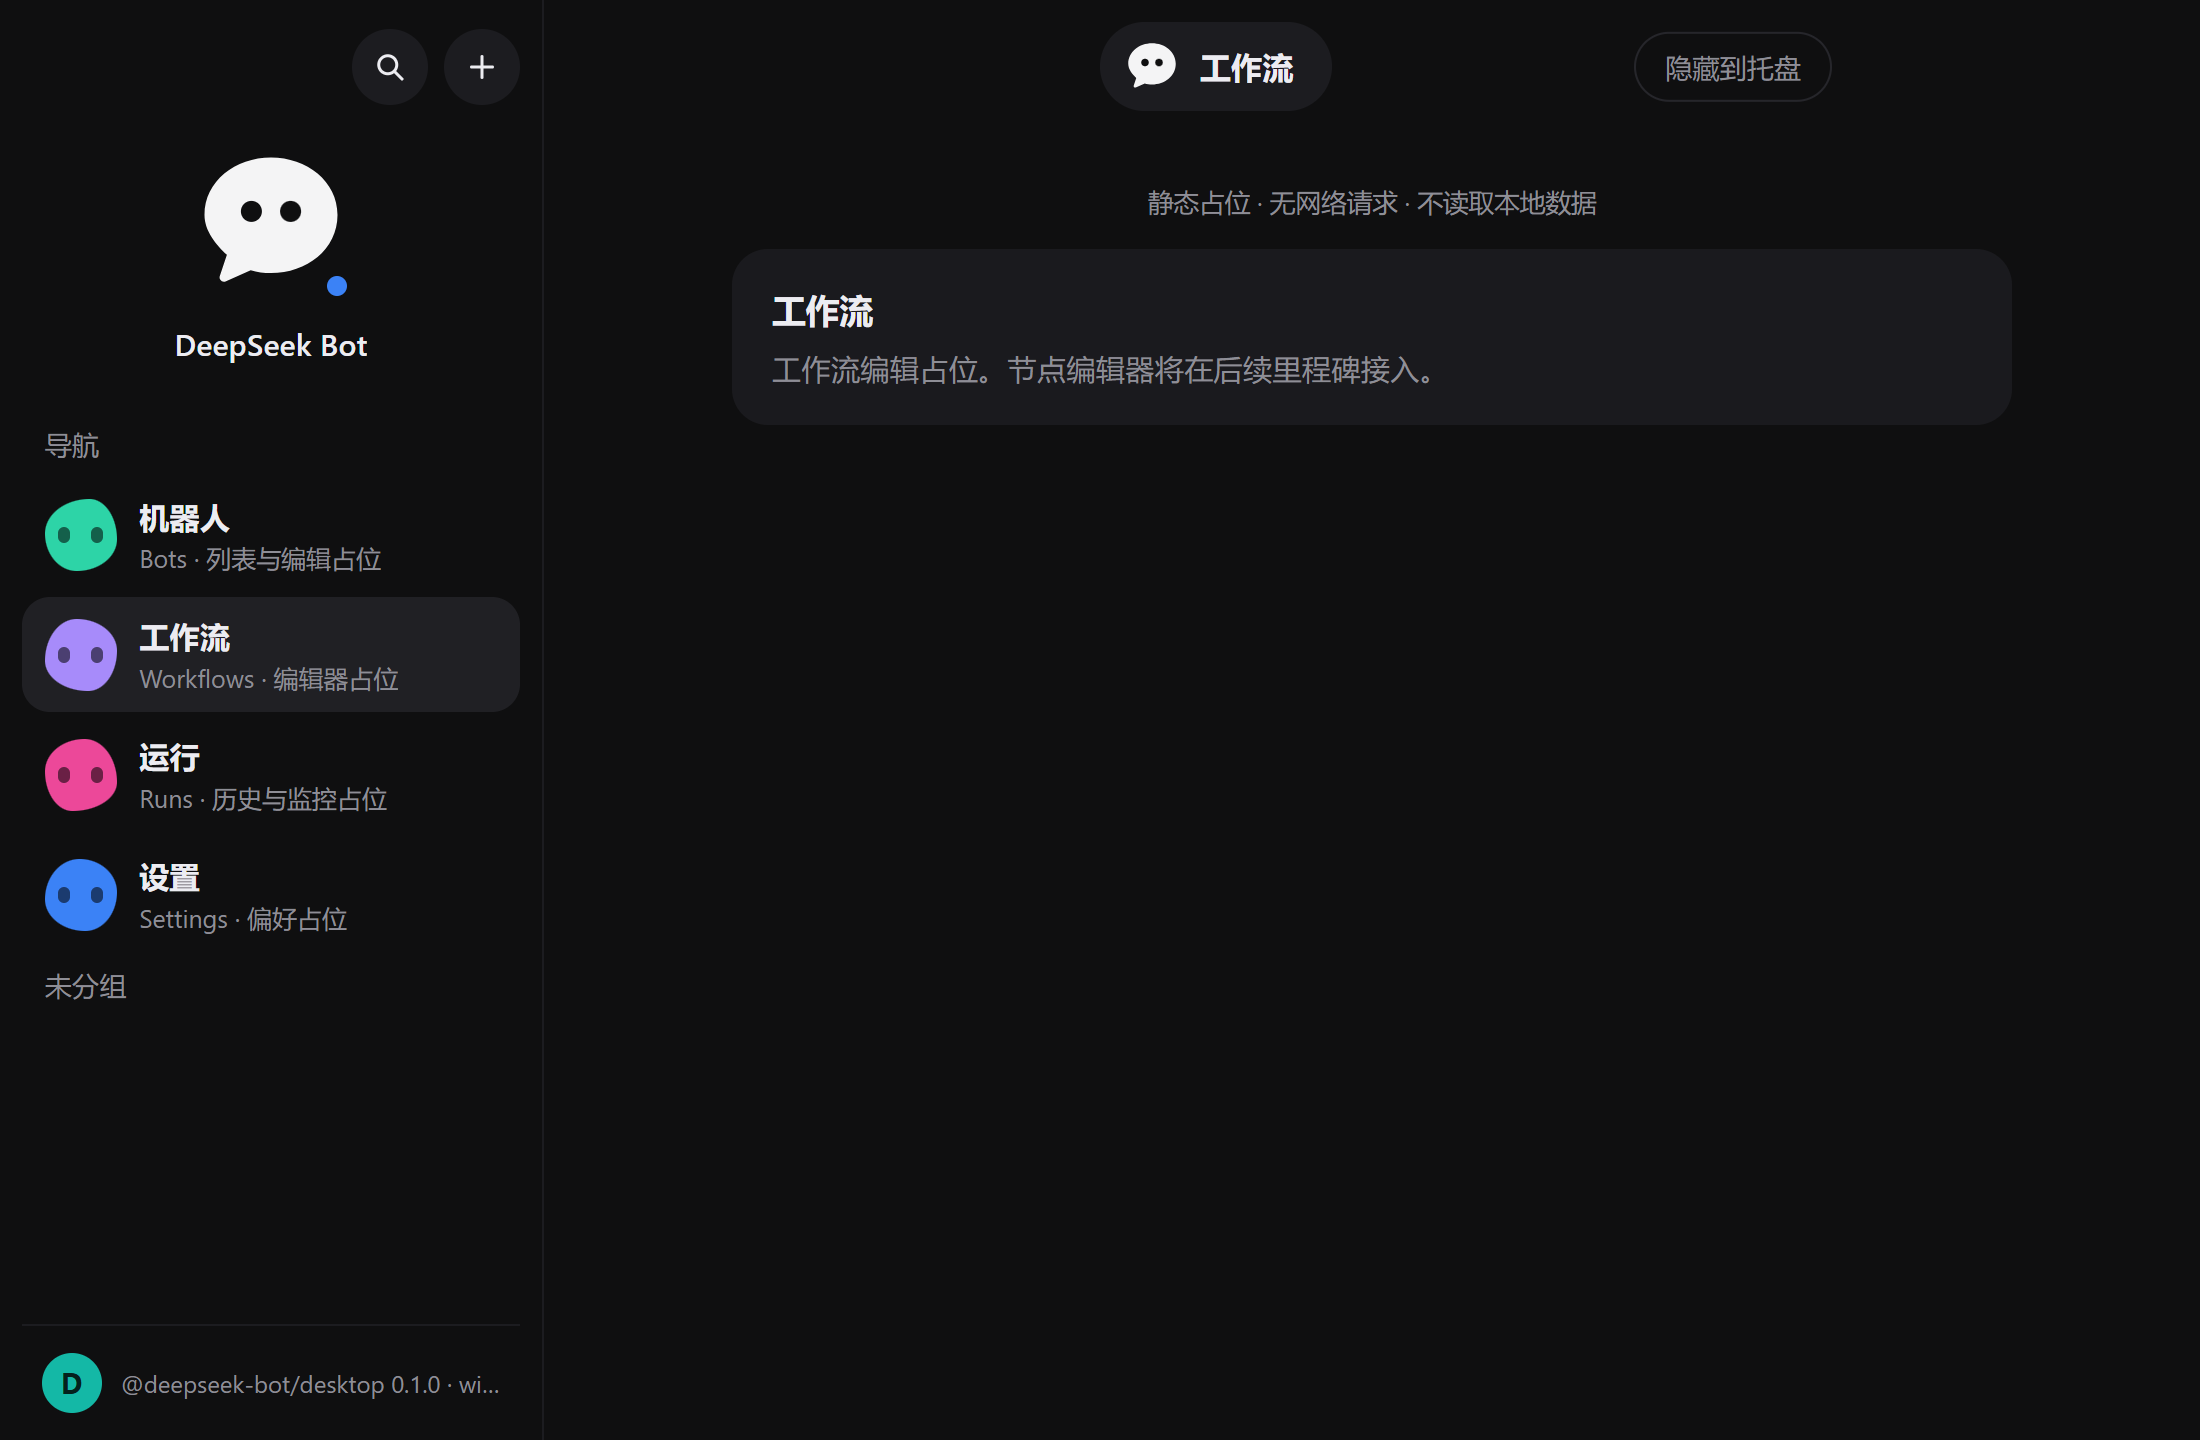 DeepSeek Bot
导航
机器人
Bots · 列表与编辑占位
工作流
Workflows · 编辑器占位
运行
Runs · 历史与监控占位
设置
Settings · 偏好占位
未分组
D
@deepseek-bot/desktop 0.1.0 · wi...
工作流
隐藏到托盘
静态占位 · 无网络请求 · 不读取本地数据
工作流
工作流编辑占位。节点编辑器将在后续里程碑接入。